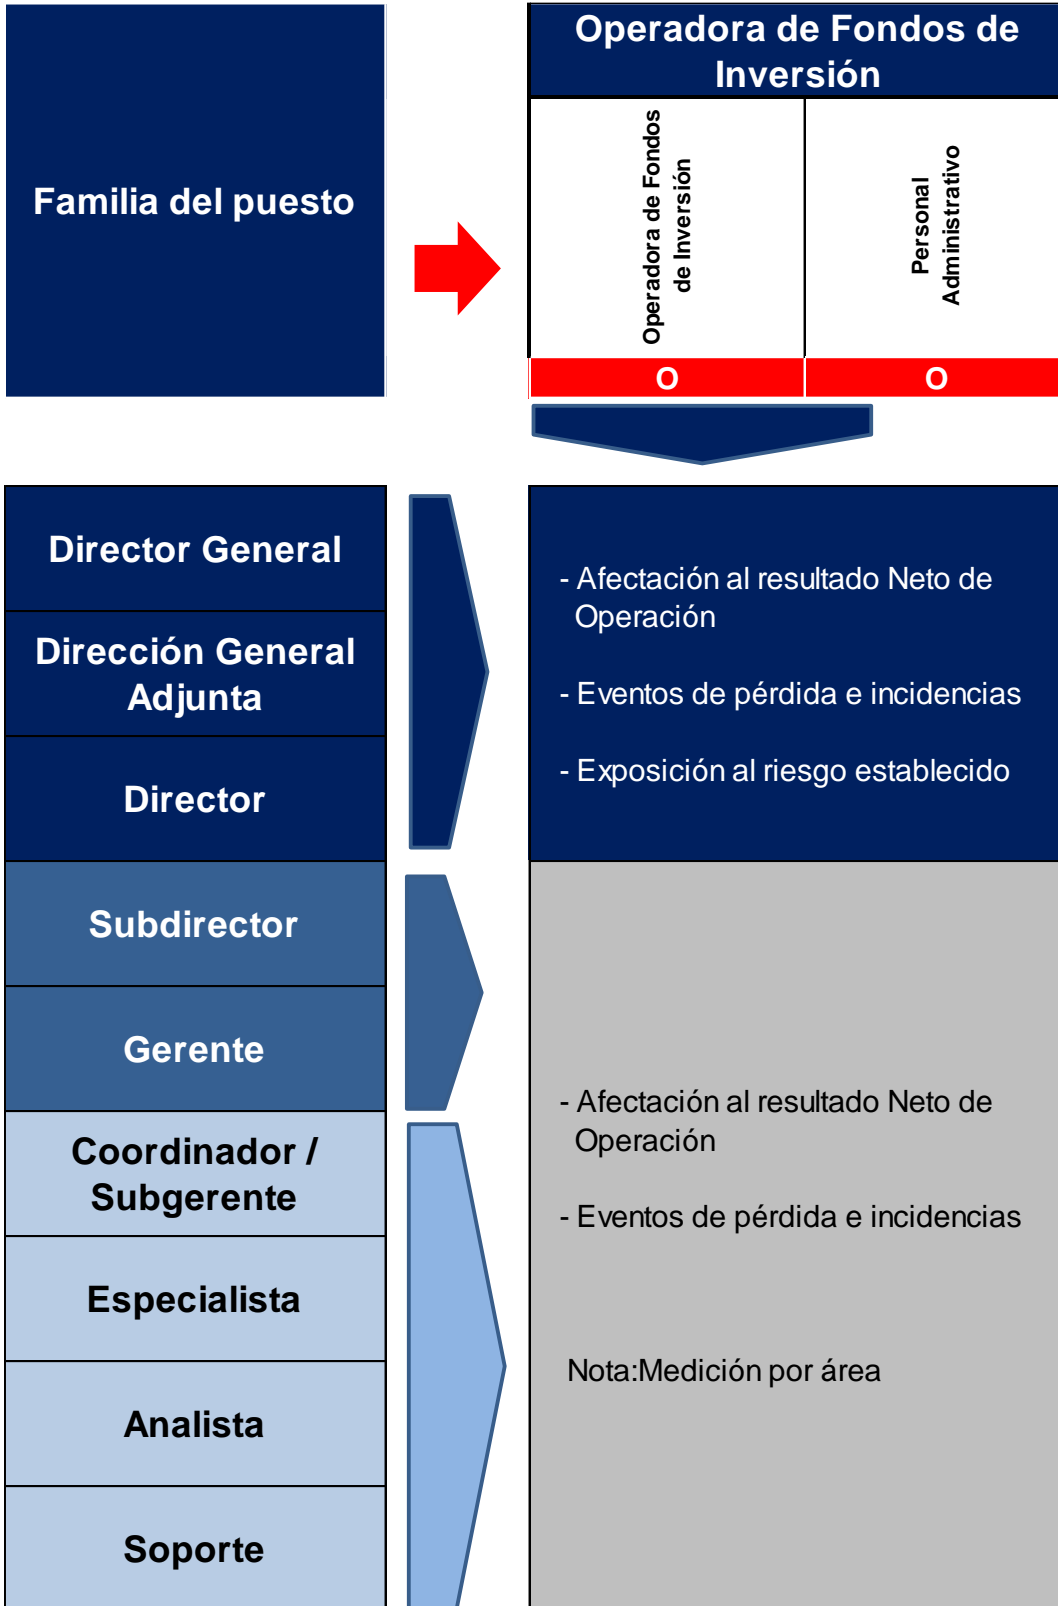 Familia del puesto
Operadora de Fondos de
Inversión
Operadora de Fondos
de Inversión
Personal
Administrativo
O
O
Director General
Dirección General
Adjunta
Director
- Afectación al resultado Neto de
Operación
- Eventos de pérdida e incidencias
- Exposición al riesgo establecido
Subdirector
Gerente
Coordinador /
Subgerente
Especialista
Analista
Soporte
- Afectación al resultado Neto de
Operación
- Eventos de pérdida e incidencias
Nota:Medición por área